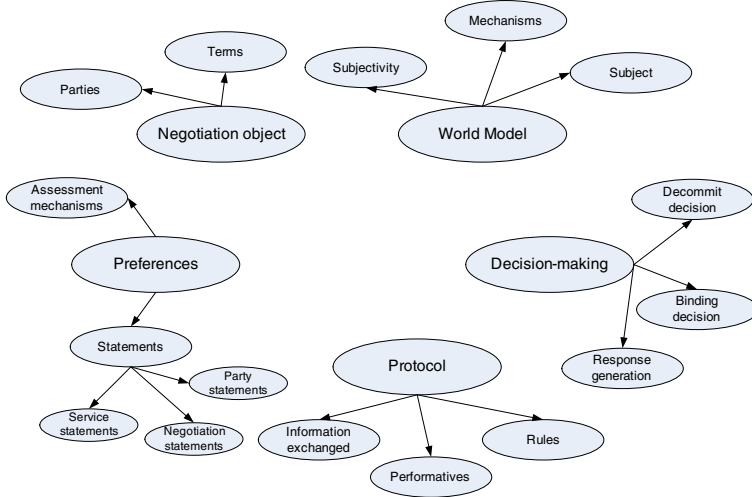 Mechanisms
Terms
Subjectivity
Subject
Parties
Negotiation object
World Model
Assessment
mechanisms
Decommit
decision
Preferences
Decision-making
Binding
decision
Statements
Response
generation
Protocol
Party
statements
Service
statements
Negotiation
statements
Information
exchanged
Rules
Performatives